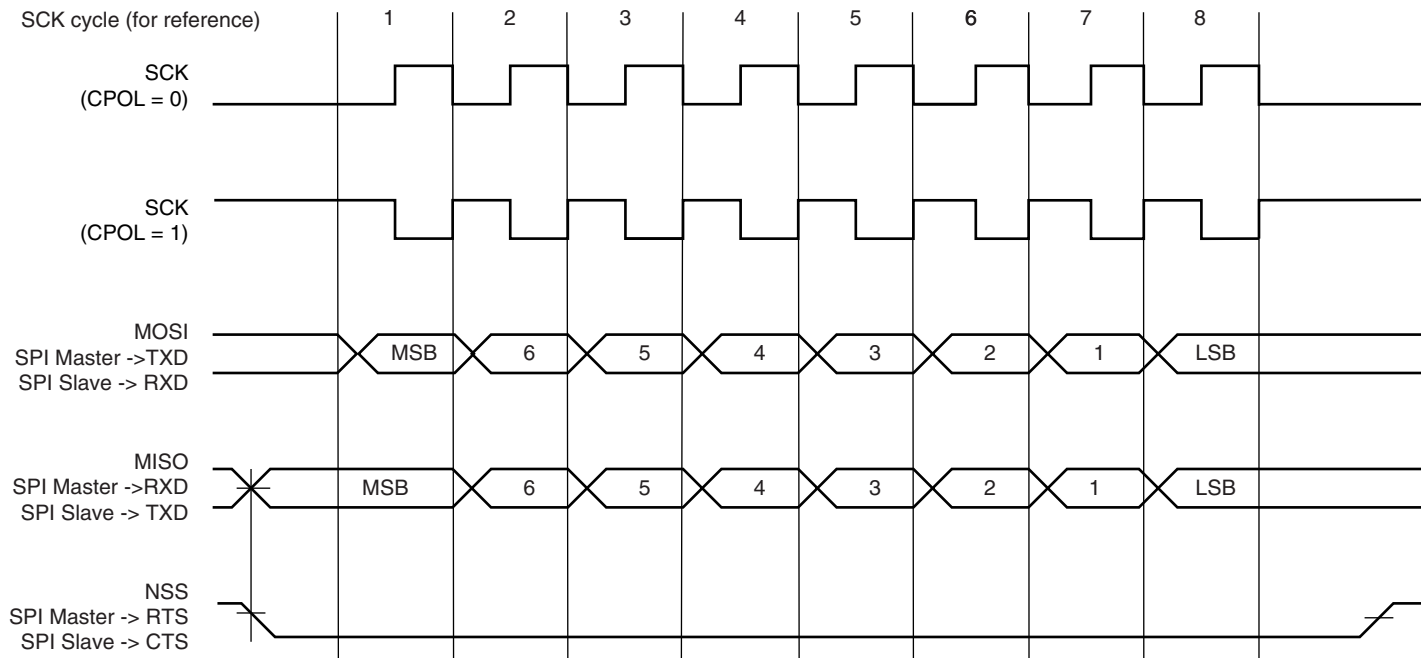 SCK cycle (for reference) 1 2 3 4 5 6 7 8
SCK
(CPOL = 0)
SCK
(CPOL = 1)
MOSI
SPI Master ->TXD
SPI Slave -> RXD
MSB 6 5 4 3 2 1 LSB
MISO
SPI Master ->RXD
SPI Slave -> TXD
MSB 6 5 4 3 2 1 LSB
NSS
SPI Master -> RTS
SPI Slave -> CTS